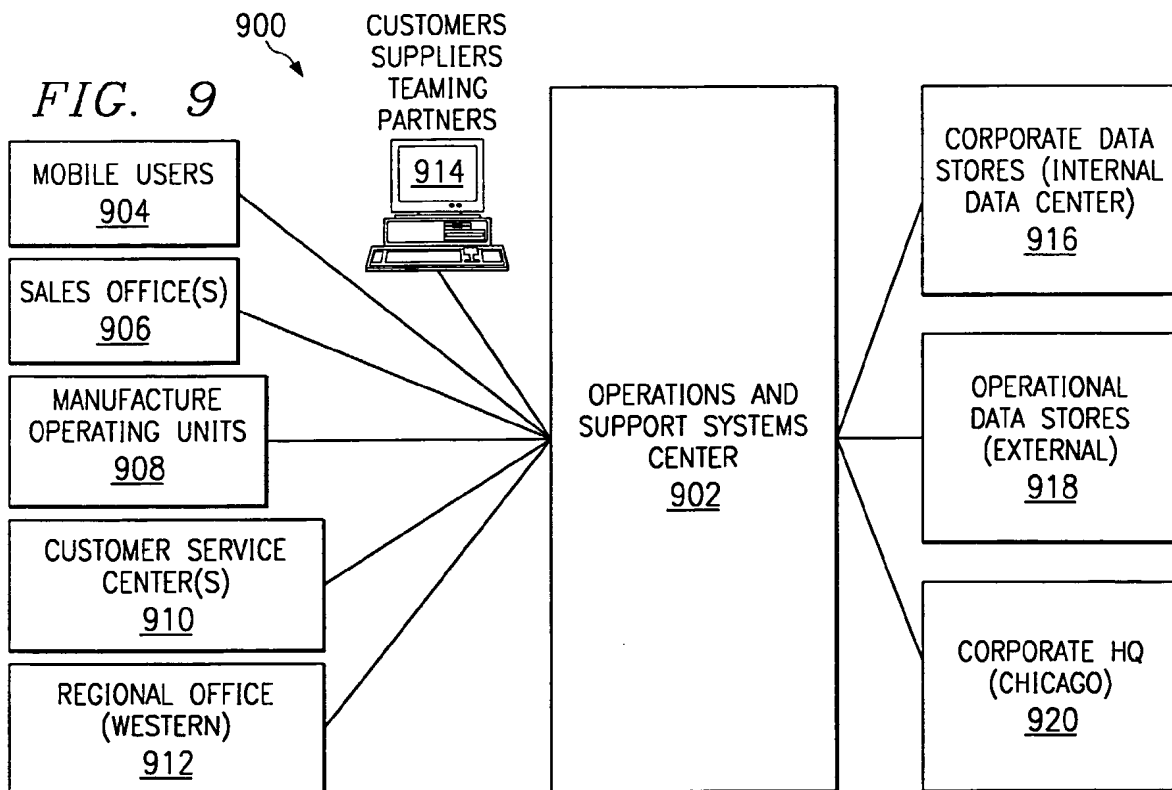 900
CUSTOMERS
SUPPLIERS
TEAMING
PARTNERS
914
FIG. 9
MOBILE USERS
904
SALES OFFICE(S)
906
MANUFACTURE
OPERATING UNITS
908
CUSTOMER SERVICE
CENTER(S)
910
REGIONAL OFFICE
(WESTERN)
912
OPERATIONS AND
SUPPORT SYSTEMS
CENTER
902
CORPORATE DATA
STORES (INTERNAL
DATA CENTER)
916
OPERATIONAL
DATA STORES
(EXTERNAL)
918
CORPORATE HQ
(CHICAGO)
920